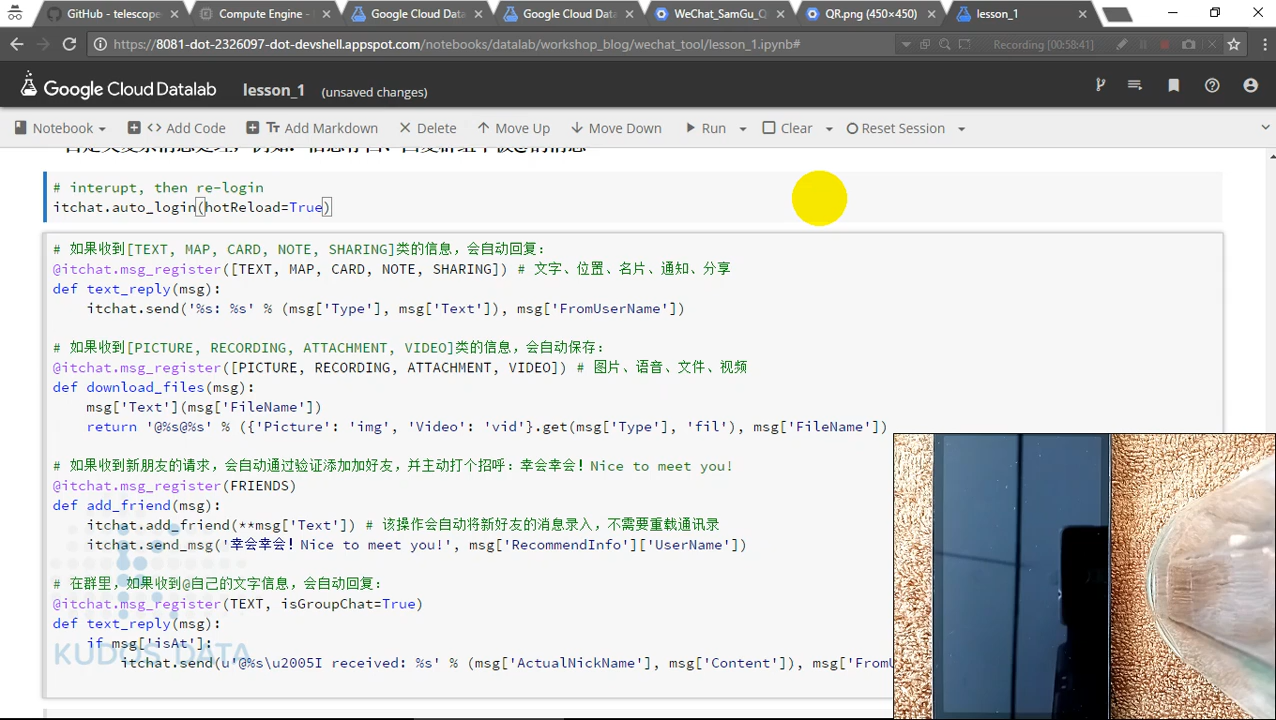 GitHub - telescope
Compute Engine -
Google Cloud Data
Google Cloud Data
WeChat_SamGu_Q
QR.png (450×450)
lesson_1
https://8081-dot-2326097-dot-devshell.appspot.com/notebooks/datalab/workshop_blog/wechat_tool/lesson_1.ipynb#
Recording [00:58:41]
Google Cloud Datalab
lesson_1
(unsaved changes)
Notebook
<> Add Code
Tт Add Markdown
Delete
Move Up
Move Down
Run
Clear
Reset Session
# interupt, then re-login
itchat.auto_login(hotReload=True)
# 如果收到[TEXT, MAP, CARD, NOTE, SHARING]类的信息，会自动回复：
@itchat.msg_register([TEXT, MAP, CARD, NOTE, SHARING]) # 文字、位置、名片、通知、分享
def text_reply(msg):
itchat.send('%s: %s' % (msg['Type'], msg['Text']), msg['FromUserName'])
# 如果收到[PICTURE, RECORDING, ATTACHMENT, VIDEO]类的信息，会自动保存：
@itchat.msg_register([PICTURE, RECORDING, ATTACHMENT, VIDEO]) # 图片、语音、文件、视频
def download_files(msg):
msg['Text'](msg['FileName'])
return '@%s@%s' % ({'Picture': 'img', 'Video': 'vid'}.get(msg['Type'], 'fil'), msg['FileName'])
# 如果收到新朋友的请求，会自动通过验证添加加好友，并主动打个招呼：幸会幸会！Nice to meet you!
@itchat.msg_register(FRIENDS)
def add_friend(msg):
itchat.add_friend(**msg['Text']) # 该操作会自动将新好友的消息录入，不需要重载通讯录
itchat.send_msg('幸会幸会！Nice to meet you!', msg['RecommendInfo']['UserName'])
# 在群里，如果收到@自己的文字信息，会自动回复：
@itchat.msg_register(TEXT, isGroupChat=True)
def text_reply(msg):
if msg['isAt']:
itchat.send(u'@%s\u2005I received: %s' % (msg['ActualNickName'], msg['Content']), msg['FromU
KUDOS DATA